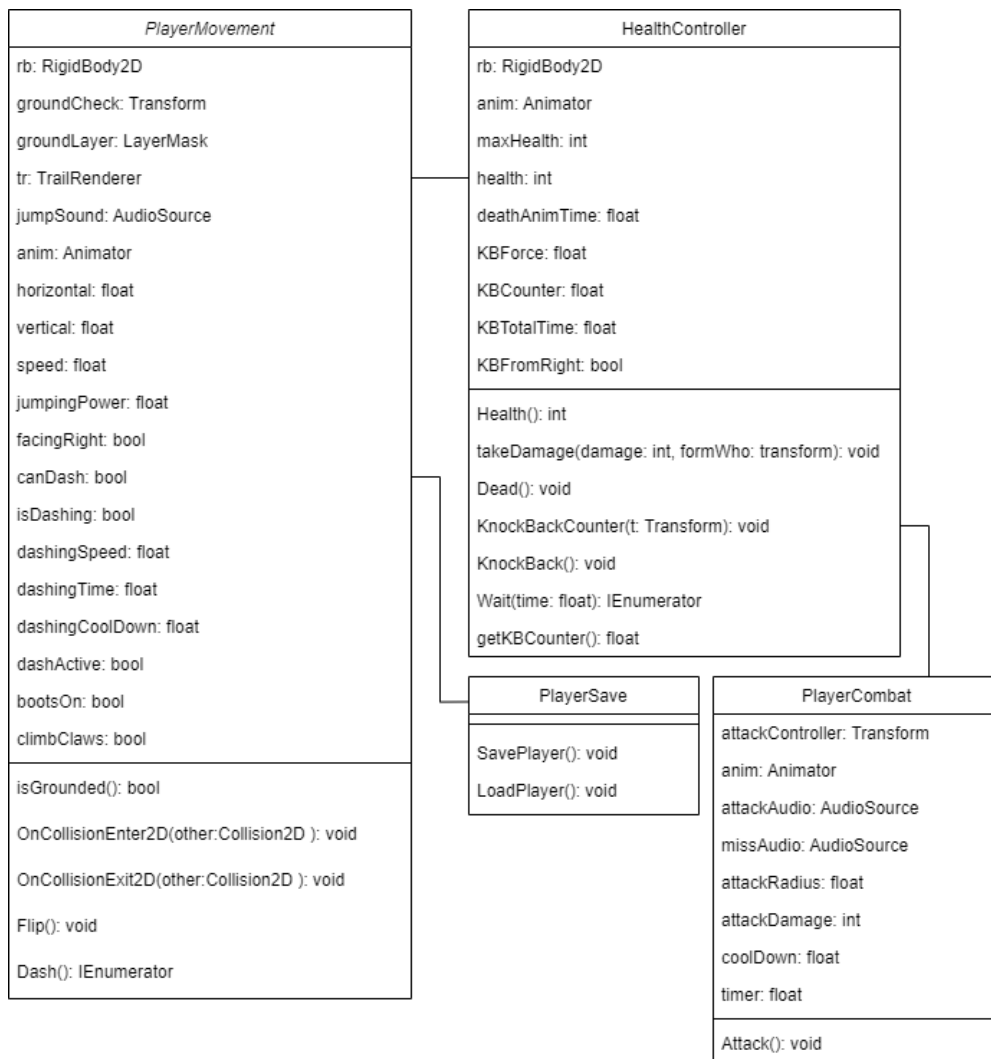 PlayerMovement
rb: RigidBody2D
groundCheck: Transform
groundLayer: LayerMask
tr: TrailRenderer
jumpSound: AudioSource
anim: Animator
horizontal: float
vertical: float
speed: float
jumpingPower: float
facingRight: bool
canDash: bool
isDashing: bool
dashingSpeed: float
dashingTime: float
dashingCoolDown: float
dashActive: bool
bootsOn: bool
climbClaws: bool
isGrounded(): bool
OnCollisionEnter2D(other:Collision2D ): void
OnCollisionExit2D(other:Collision2D ): void
Flip(): void
Dash(): IEnumerator
HealthController
rb: RigidBody2D
anim: Animator
maxHealth: int
health: int
deathAnimTime: float
KBForce: float
KBCounter: float
KBTotalTime: float
KBFromRight: bool
Health(): int
takeDamage(damage: int, formWho: transform): void
Dead(): void
KnockBackCounter(t: Transform): void
KnockBack(): void
Wait(time: float): IEnumerator
getKBCounter(): float
PlayerSave
SavePlayer(): void
LoadPlayer(): void
PlayerCombat
attackController: Transform
anim: Animator
attackAudio: AudioSource
missAudio: AudioSource
attackRadius: float
attackDamage: int
coolDown: float
timer: float
Attack(): void